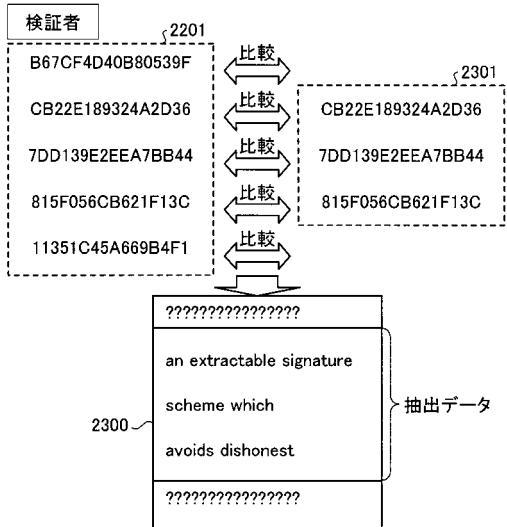 検証者
2201
B67CF4D40B80539F
CB22E189324A2D36
7DD139E2EEA7BB44
815F056CB621F13C
11351C45A669B4F1
比較
比較
比較
比較
比較
2301
CB22E189324A2D36
7DD139E2EEA7BB44
815F056CB621F13C
????????????????
an extractable signature
scheme which
avoids dishonest
????????????????
2300
抽出データ